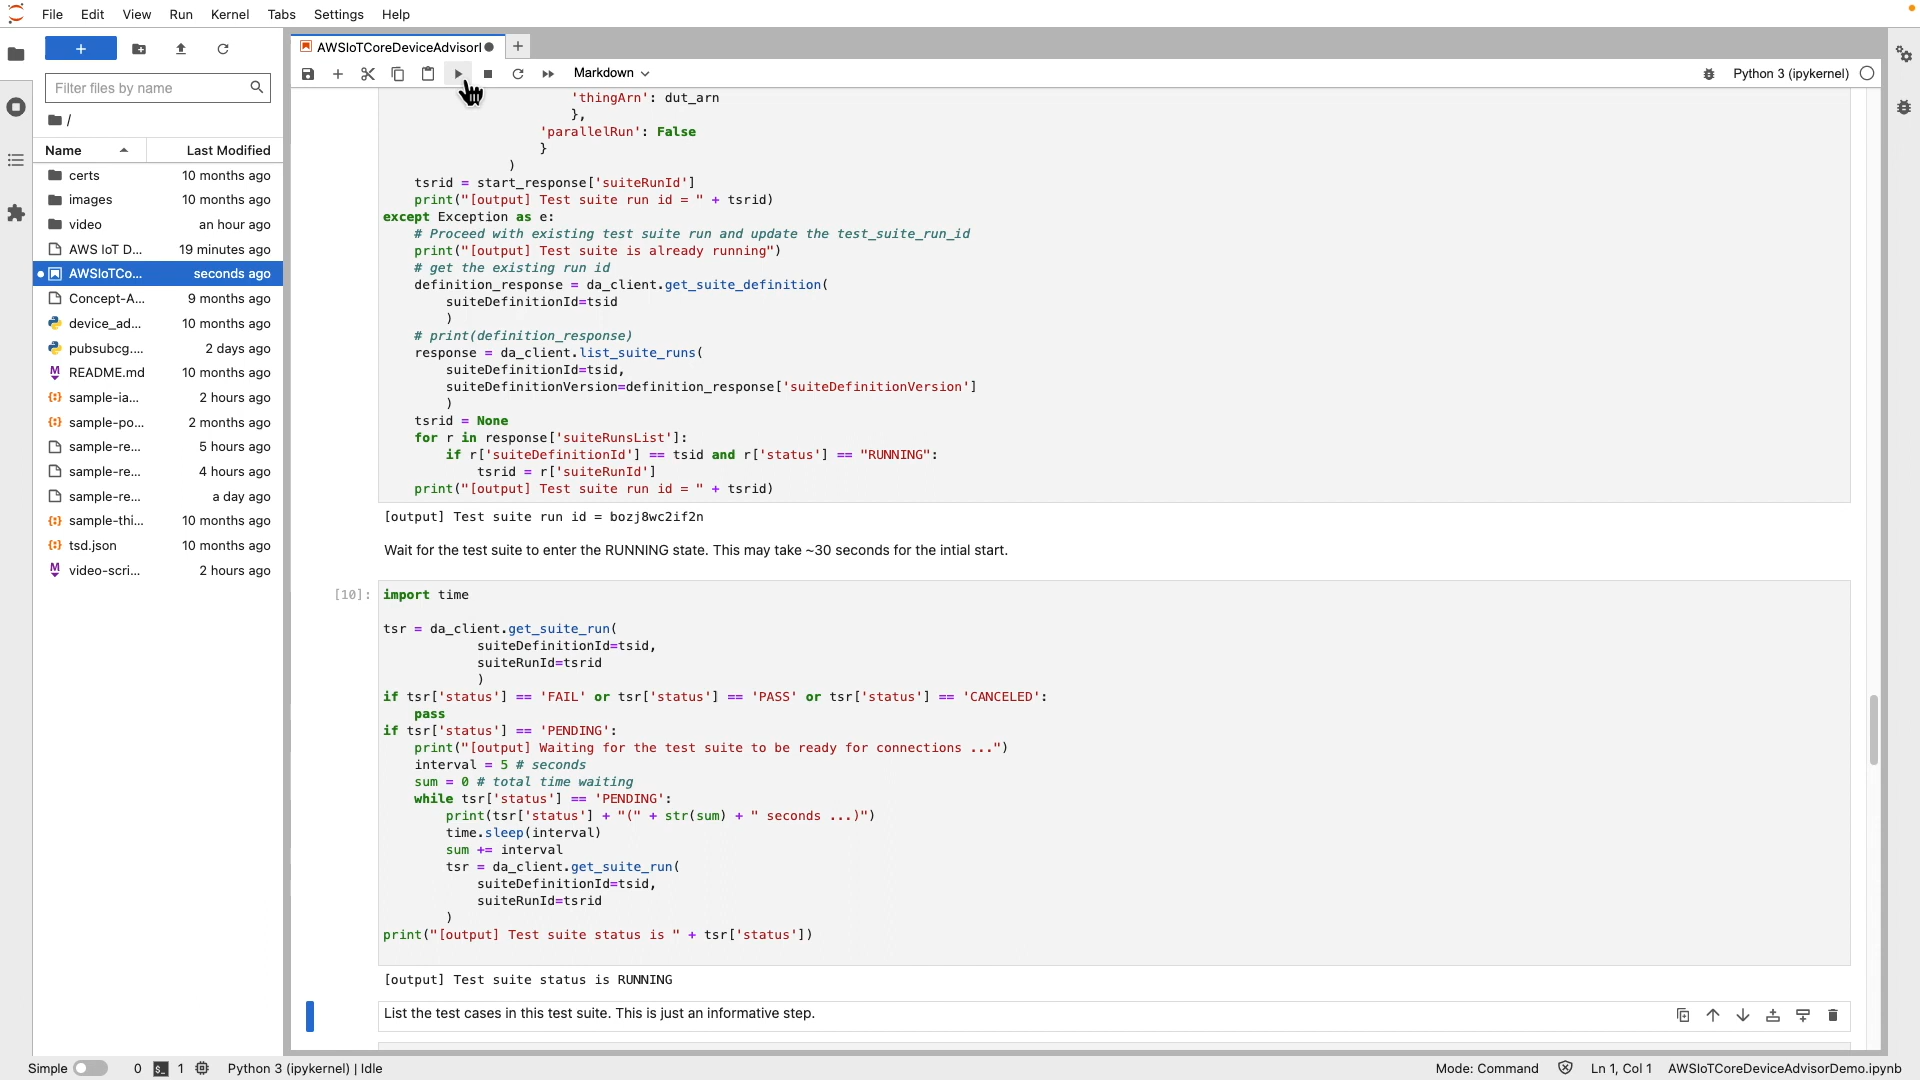 File Edit View Run Kernel Tabs Settings Help
+
Filter files by name
/
Name Last Modified
certs 10 months ago
images 10 months ago
video an hour ago
AWS IoT D... 19 minutes ago
AWSIoTCo... seconds ago
Concept-A... 9 months ago
device_ad... 10 months ago
pubsubcg.... 2 days ago
README.md 10 months ago
sample-ia... 2 hours ago
sample-po... 2 months ago
sample-re... 5 hours ago
sample-re... 4 hours ago
sample-re... a day ago
sample-thi... 10 months ago
tsd.json 10 months ago
video-scri... 2 hours ago
AWSIoTCoreDeviceAdvisorI
Markdown
Python 3 (ipykernel)
'thingArn': dut_arn
},
'parallelRun': False
}
)
tsrid = start_response['suiteRunId']
print("[output] Test suite run id = " + tsrid)
except Exception as e:
# Proceed with existing test suite run and update the test_suite_run_id
print("[output] Test suite is already running")
# get the existing run id
definition_response = da_client.get_suite_definition(
suiteDefinitionId=tsid
)
# print(definition_response)
response = da_client.list_suite_runs(
suiteDefinitionId=tsid,
suiteDefinitionVersion=definition_response['suiteDefinitionVersion']
)
tsrid = None
for r in response['suiteRunsList']:
if r['suiteDefinitionId'] == tsid and r['status'] == "RUNNING":
tsrid = r['suiteRunId']
print("[output] Test suite run id = " + tsrid)
[output] Test suite run id = bozj8wc2if2n
Wait for the test suite to enter the RUNNING state. This may take ~30 seconds for the intial start.
[10]: import time
tsr = da_client.get_suite_run(
suiteDefinitionId=tsid,
suiteRunId=tsrid
)
if tsr['status'] == 'FAIL' or tsr['status'] == 'PASS' or tsr['status'] == 'CANCELED':
pass
if tsr['status'] == 'PENDING':
print("[output] Waiting for the test suite to be ready for connections ...")
interval = 5 # seconds
sum = 0 # total time waiting
while tsr['status'] == 'PENDING':
print(tsr['status'] + "(" + str(sum) + " seconds ...)")
time.sleep(interval)
sum += interval
tsr = da_client.get_suite_run(
suiteDefinitionId=tsid,
suiteRunId=tsrid
)
print("[output] Test suite status is " + tsr['status'])
[output] Test suite status is RUNNING
List the test cases in this test suite. This is just an informative step.
Simple 0 $_ 1 Python 3 (ipykernel) | Idle
Mode: Command Ln 1, Col 1 AWSIoTCoreDeviceAdvisorDemo.ipynb